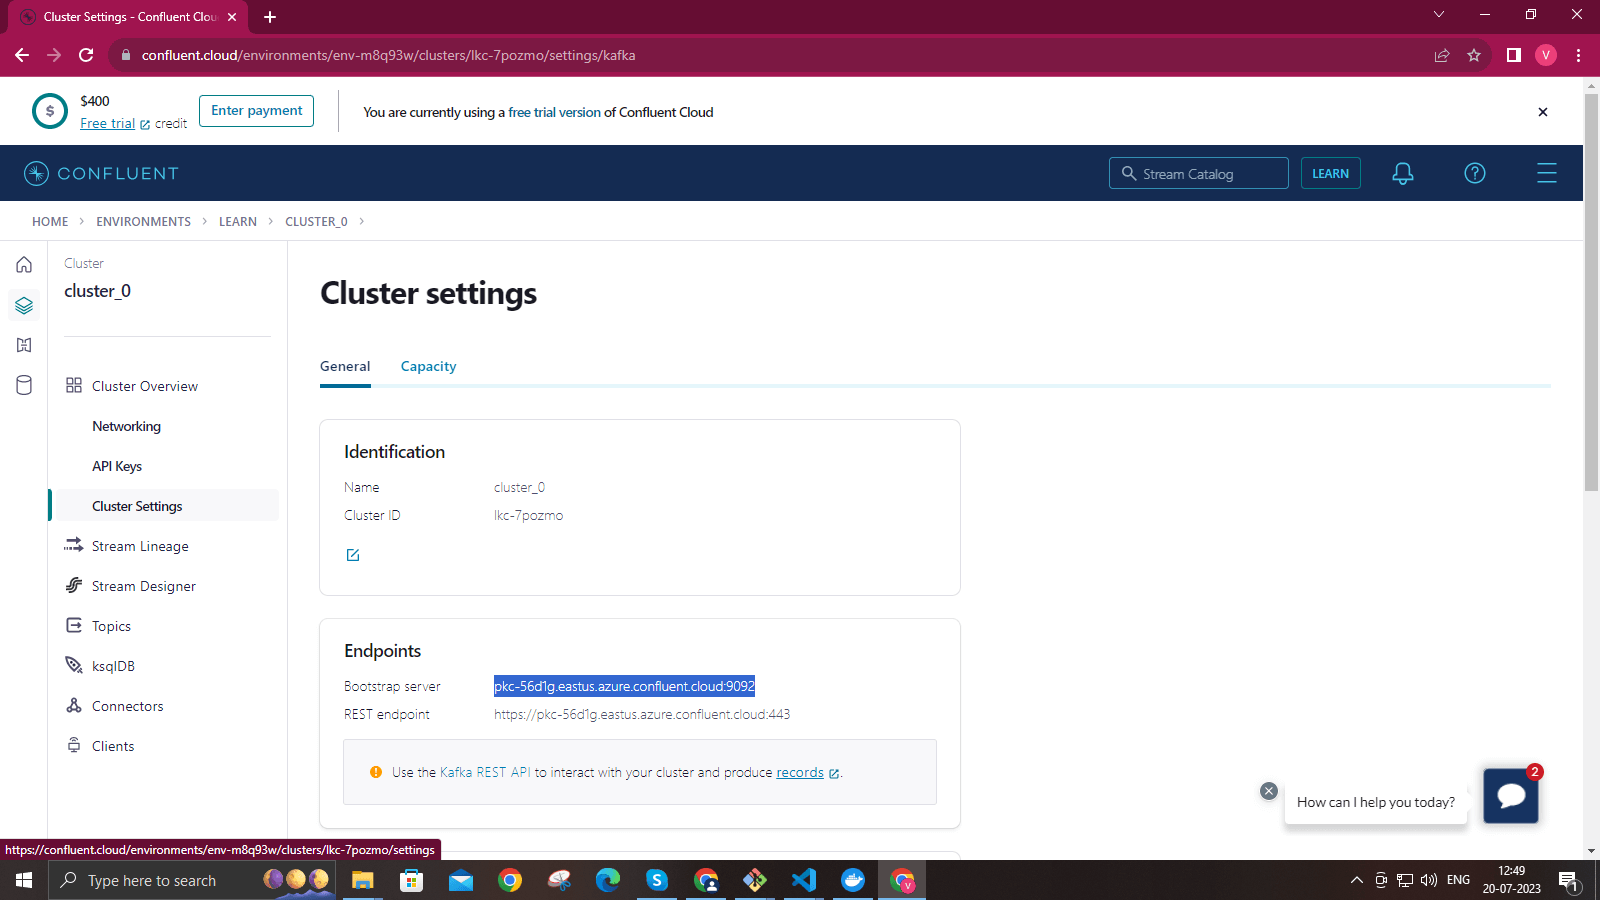 Cluster Settings - Confluent Clou
confluent.cloud/environments/env-m8q93w/clusters/lkc-7pozmo/settings/kafka
V
$
$400
Free trial credit
Enter payment
You are currently using a free trial version of Confluent Cloud
CONFLUENT
Stream Catalog
LEARN
HOME > ENVIRONMENTS > LEARN > CLUSTER_0 >
Cluster
cluster_0
Cluster Overview
Networking
API Keys
Cluster Settings
Stream Lineage
Stream Designer
Topics
ksqlDB
Connectors
Clients
Cluster settings
General
Capacity
Identification
Name cluster_0
Cluster ID lkc-7pozmo
Endpoints
Bootstrap server pkc-56d1g.eastus.azure.confluent.cloud:9092
REST endpoint https://pkc-56d1g.eastus.azure.confluent.cloud:443
Use the Kafka REST API to interact with your cluster and produce records.
How can I help you today?
2
https://confluent.cloud/environments/env-m8q93w/clusters/lkc-7pozmo/settings
Type here to search
ENG
12:49
20-07-2023
1